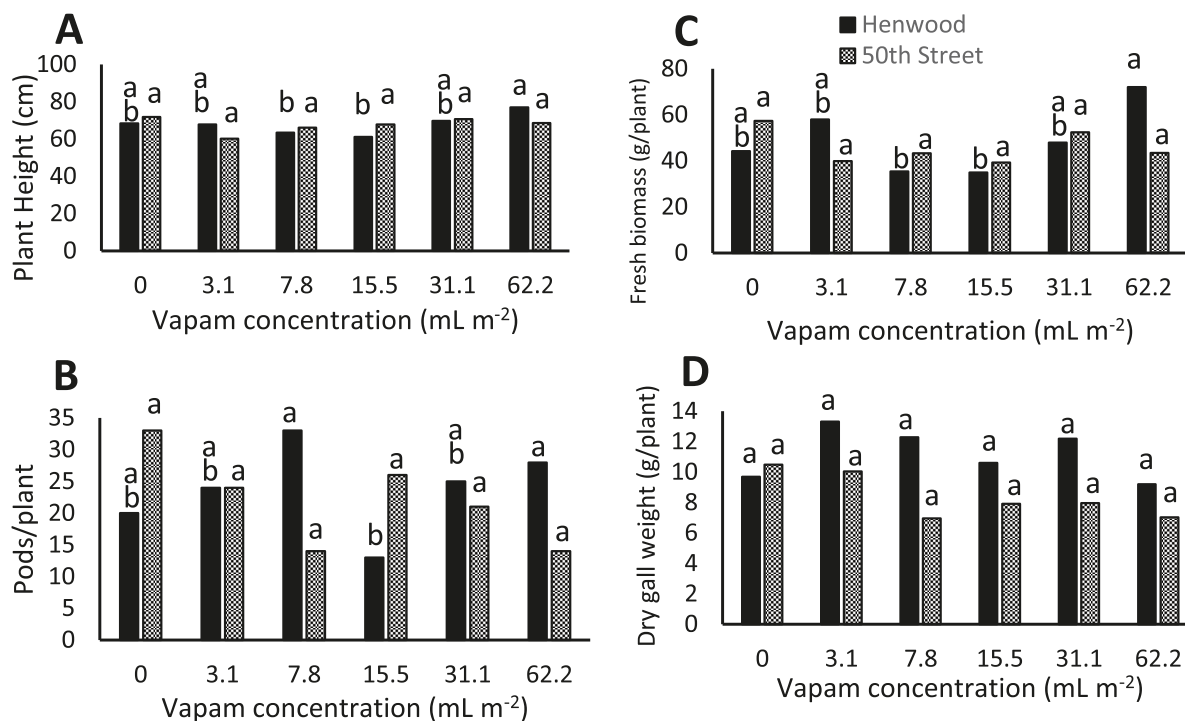 A
Plant Height (cm)
100
80
60
40
20
0
a
b
a
a
b
a
b
a
b
a
a
b
a
a
a
0 3.1 7.8 15.5 31.1 62.2
Vapam concentration (mL m-2)
C
Henwood
50th Street
Fresh biomass (g/plant)
80
60
40
20
0
a
b
a
a
b
a
b
a
b
a
a
b
a
a
a
0 3.1 7.8 15.5 31.1 62.2
Vapam concentration (mL m-2)
B
Pods/plant
35
30
25
20
15
10
5
0
a
b
a
a
b
a
a
a
b
a
a
b
a
a
a
0 3.1 7.8 15.5 31.1 62.2
Vapam concentration (mL m-2)
D
Dry gall weight (g/plant)
14
12
10
8
6
4
2
0
a a a a a a a a a a a a
0 3.1 7.8 15.5 31.1 62.2
Vapam concentration (mL m-2)